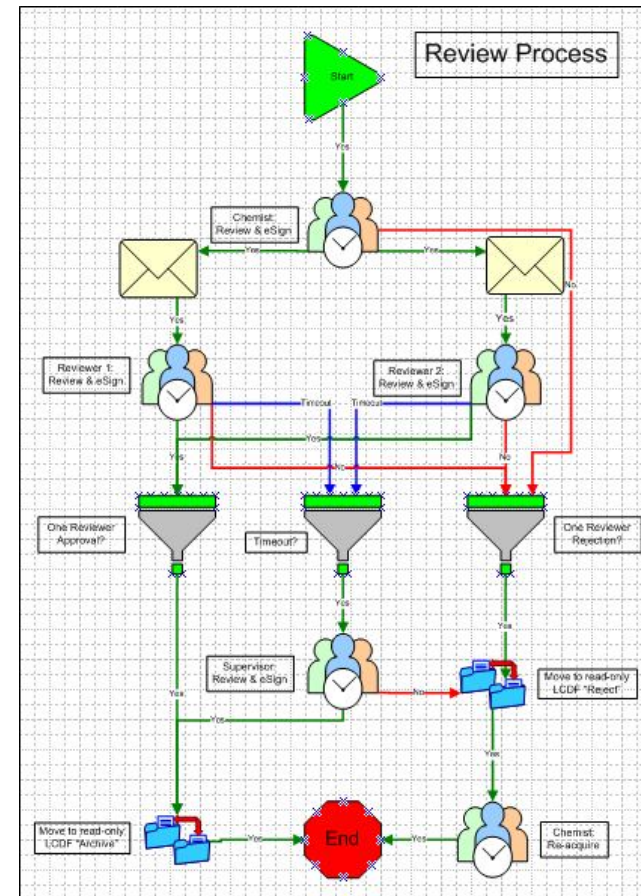 Review Process
Start
Yes
Chemist:
Review & eSign
Yes
Yes
No
Yes
Yes
Reviewer 1:
Review & eSign
Reviewer 2:
Review & eSign
Timeout
Timeout
Yes
Yes
No
No
One Reviewer
Approval?
Timeout?
One Reviewer
Rejection?
Yes
Yes
Supervisor:
Review & eSign
Move to read-only
LCDF "Reject"
Yes
No
Yes
Yes
Move to read-only
LCDF "Archive"
Yes
End
Yes
Chemist:
Re-acquire